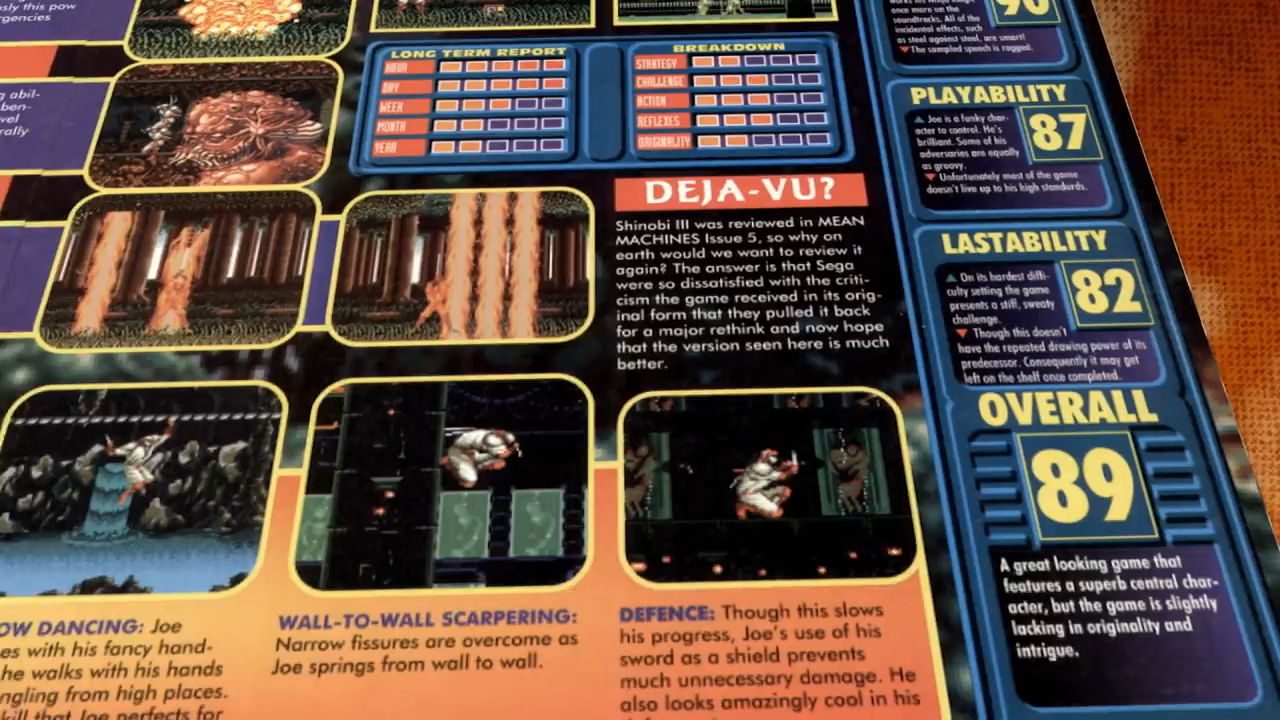 usly this pow
rgencies
g abil-
ben-
vel
rally
LONG TERM REPORT
HOUR
DAY
WEEK
MONTH
YEAR
BREAKDOWN
STRATEGY
CHALLENGE
ACTION
REFLEXES
ORIGINALITY
DEJA-VU?
Shinobi III was reviewed in MEAN
MACHINES Issue 5, so why on
earth would we want to review it
again? The answer is that Sega
were so dissatisfied with the criti-
cism the game received in its orig-
inal form that they pulled it back
for a major rethink and now hope
that the version seen here is much
better.
OW DANCING: Joe
es with his fancy hand-
he walks with his hands
ngling from high places.
kill that Joe perfects for
WALL-TO-WALL SCARPERING:
Narrow fissures are overcome as
Joe springs from wall to wall.
DEFENCE: Though this slows
his progress, Joe's use of his
sword as a shield prevents
much unnecessary damage. He
also looks amazingly cool in his
90
once more on the
soundtracks. All of the
incidental effects, such
as steel against steel, are smart!
▼ The sampled speech is ragged.
PLAYABILITY
87
▲ Joe is a funky char-
acter to control. He's
brilliant. Some of his
adversaries are equally
as groovy.
▼ Unfortunately most of the game
doesn't live up to his high standards.
LASTABILITY
82
▲ On its hardest diffi-
culty setting the game
presents a stiff, sweaty
challenge.
▼ Though this doesn't
have the repeated drawing power of its
predecessor. Consequently it may get
left on the shelf once completed.
OVERALL
89
A great looking game that
features a superb central char-
acter, but the game is slightly
lacking in originality and
intrigue.